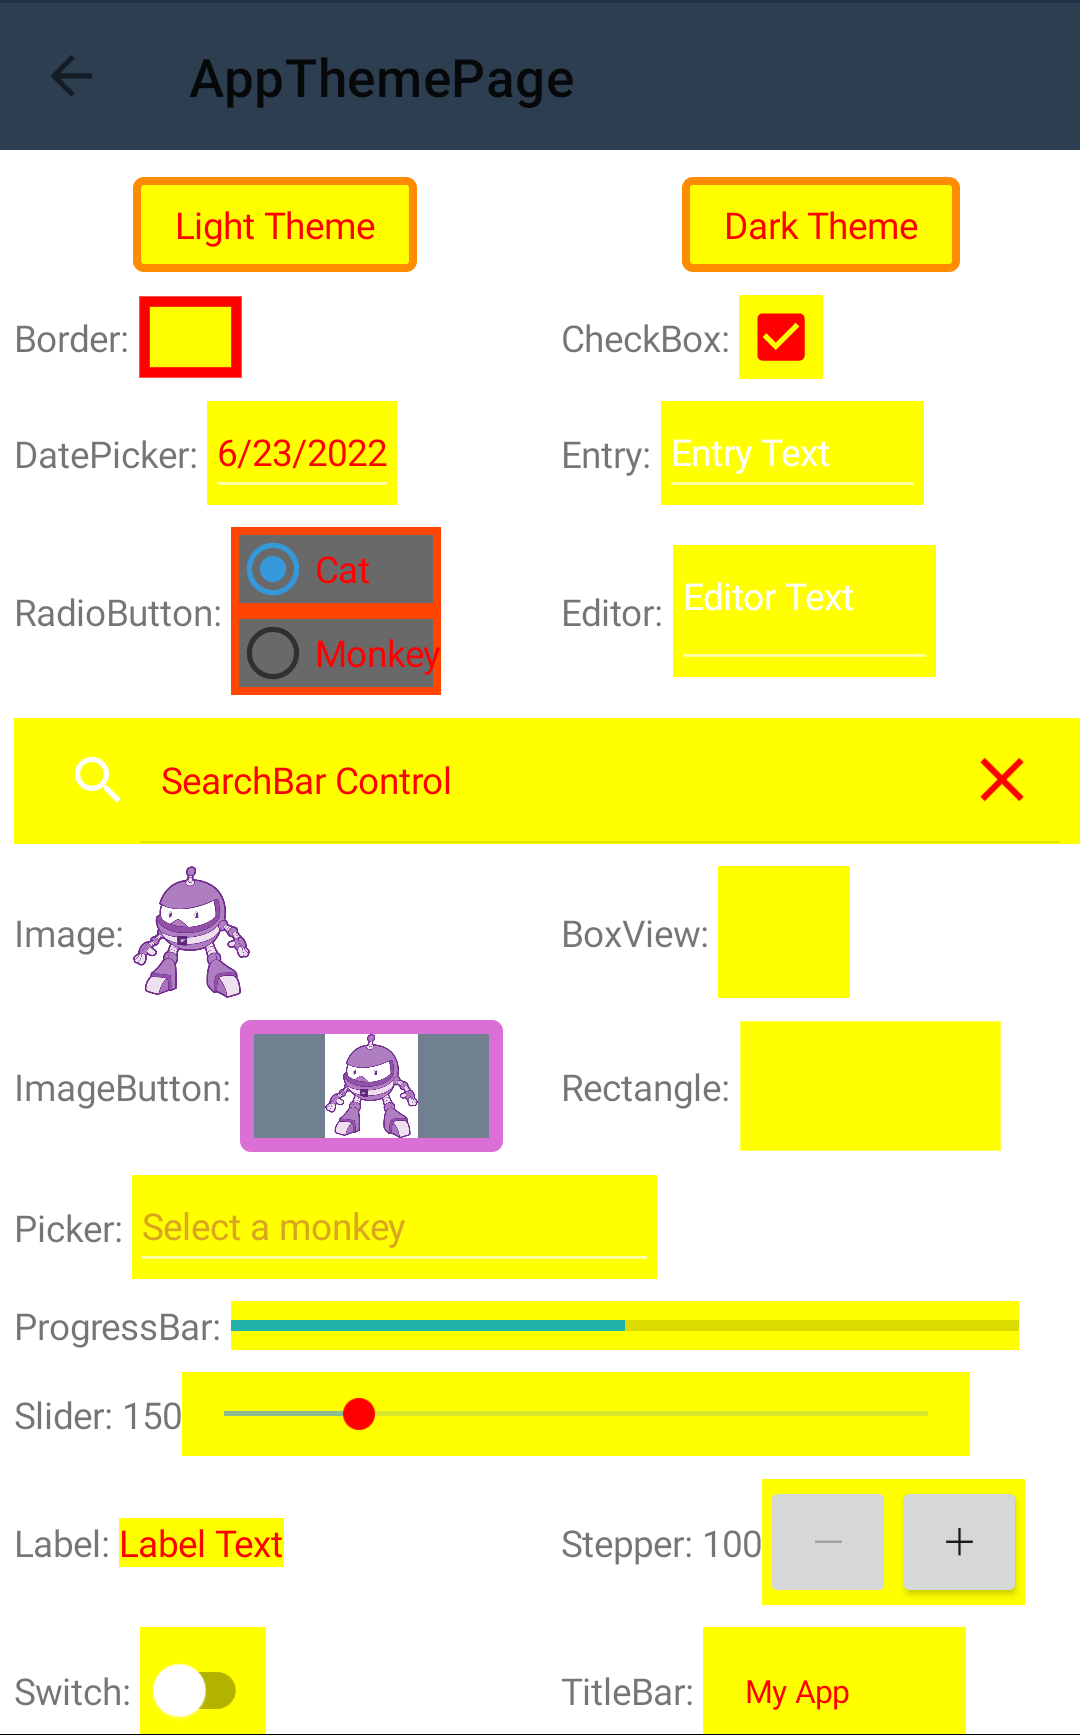 AppThemePage
Light Theme Dark Theme
Border: CheckBox:
DatePicker: 6/23/2022 Entry: Entry Text
RadioButton: Cat
Monkey
Editor: Editor Text
SearchBar Control
Image: BoxView:
ImageButton: Rectangle:
Picker: Select a monkey
ProgressBar:
Slider: 150
Label: Label Text Stepper: 100
Switch: TitleBar: My App